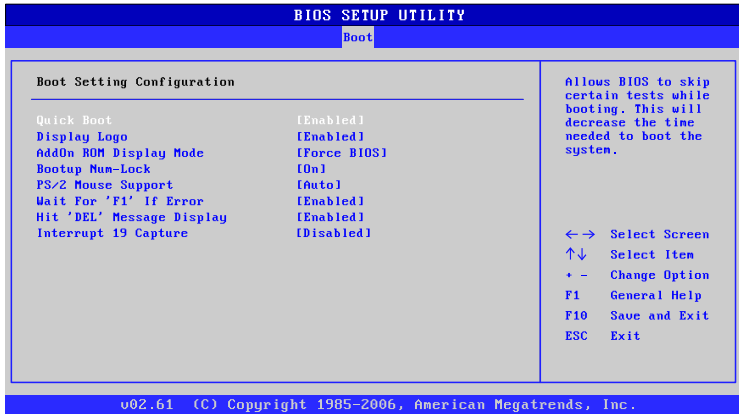 BIOS SETUP UTILITY
Boot
Boot Setting Configuration
Quick Boot [Enabled]
Display Logo [Enabled]
AddOn ROM Display Mode [Force BIOS]
Bootup Num-Lock [On]
PS/2 Mouse Support [Auto]
Wait For 'F1' If Error [Enabled]
Hit 'DEL' Message Display [Enabled]
Interrupt 19 Capture [Disabled]
Allows BIOS to skip
certain tests while
booting. This will
decrease the time
needed to boot the
system.
←→ Select Screen
↑↓ Select Item
+ - Change Option
F1 General Help
F10 Save and Exit
ESC Exit
v02.61 (C) Copyright 1985-2006, American Megatrends, Inc.